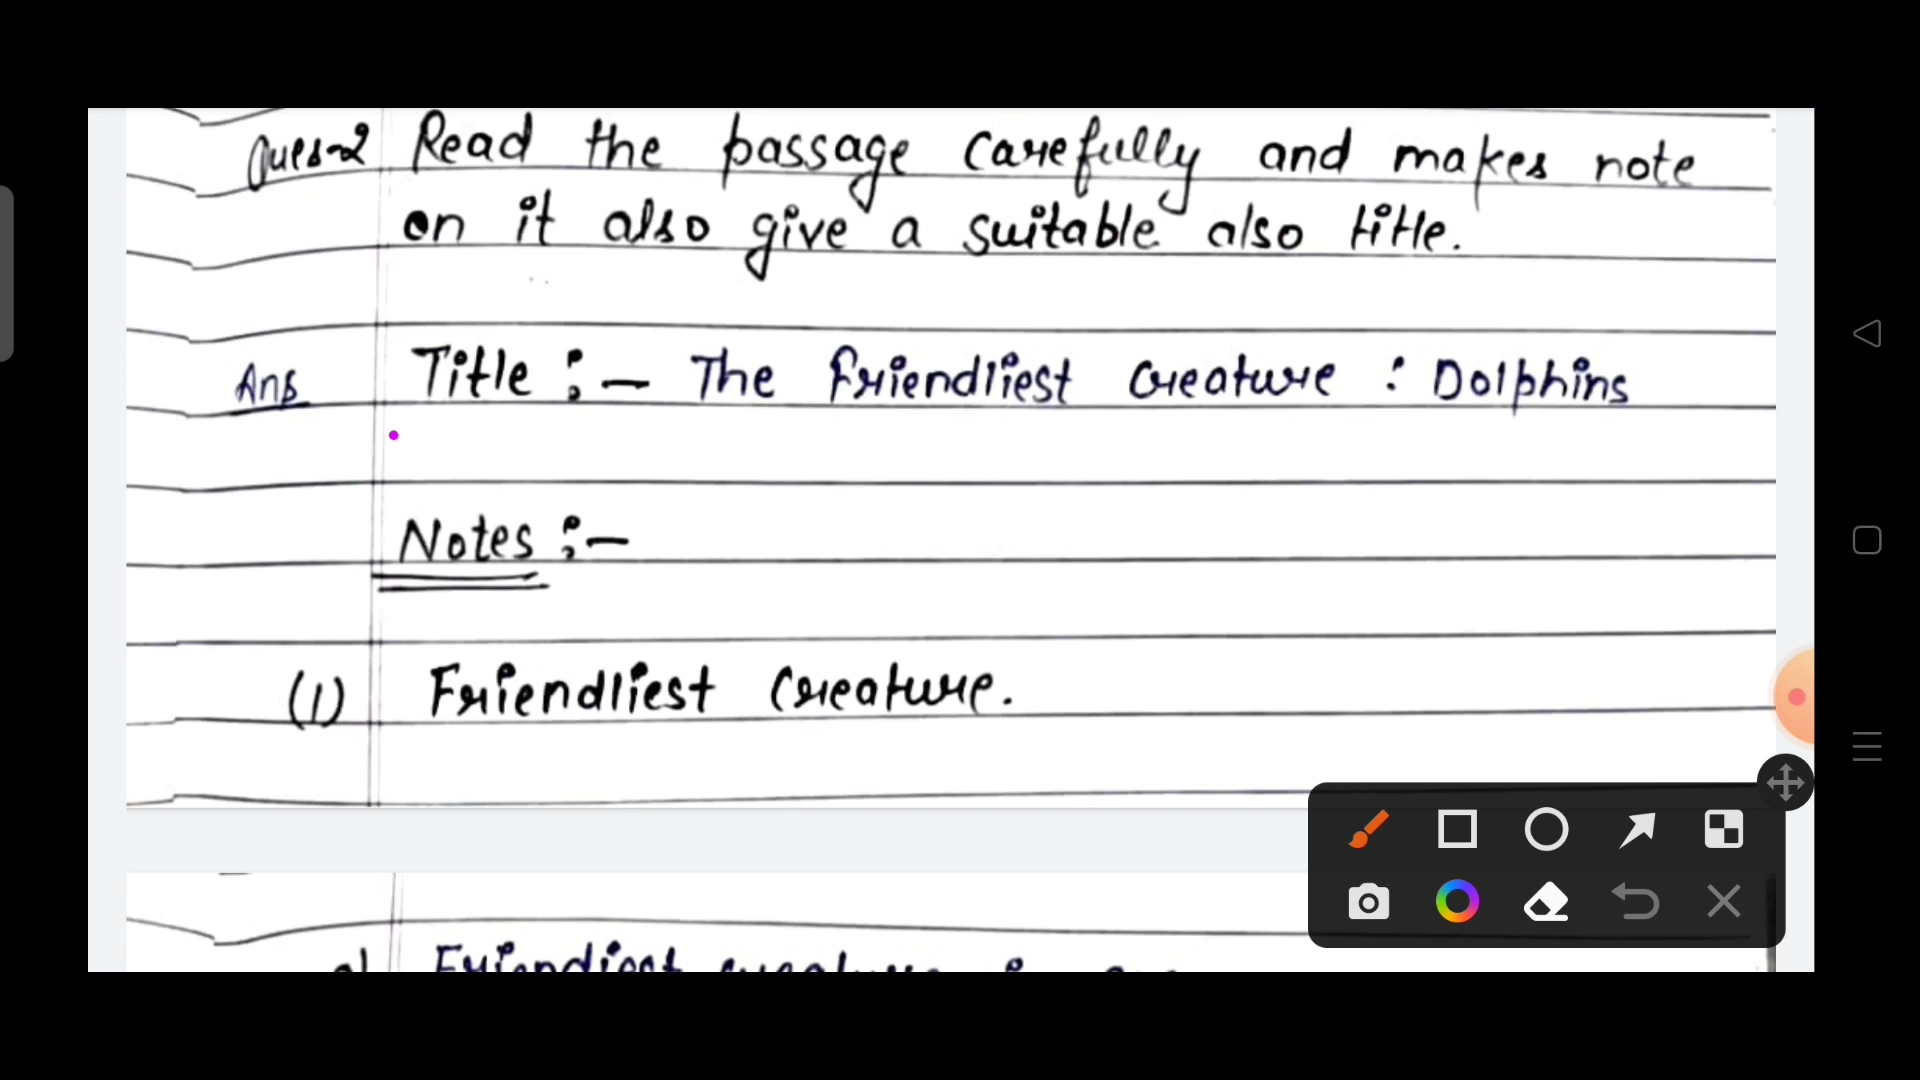 Ques-2 Read the passage carefully and makes note
on it also give a suitable also title.
Ans Title :- The friendliest creature : Dolphins
Notes :-
(1) Friendliest Creature.